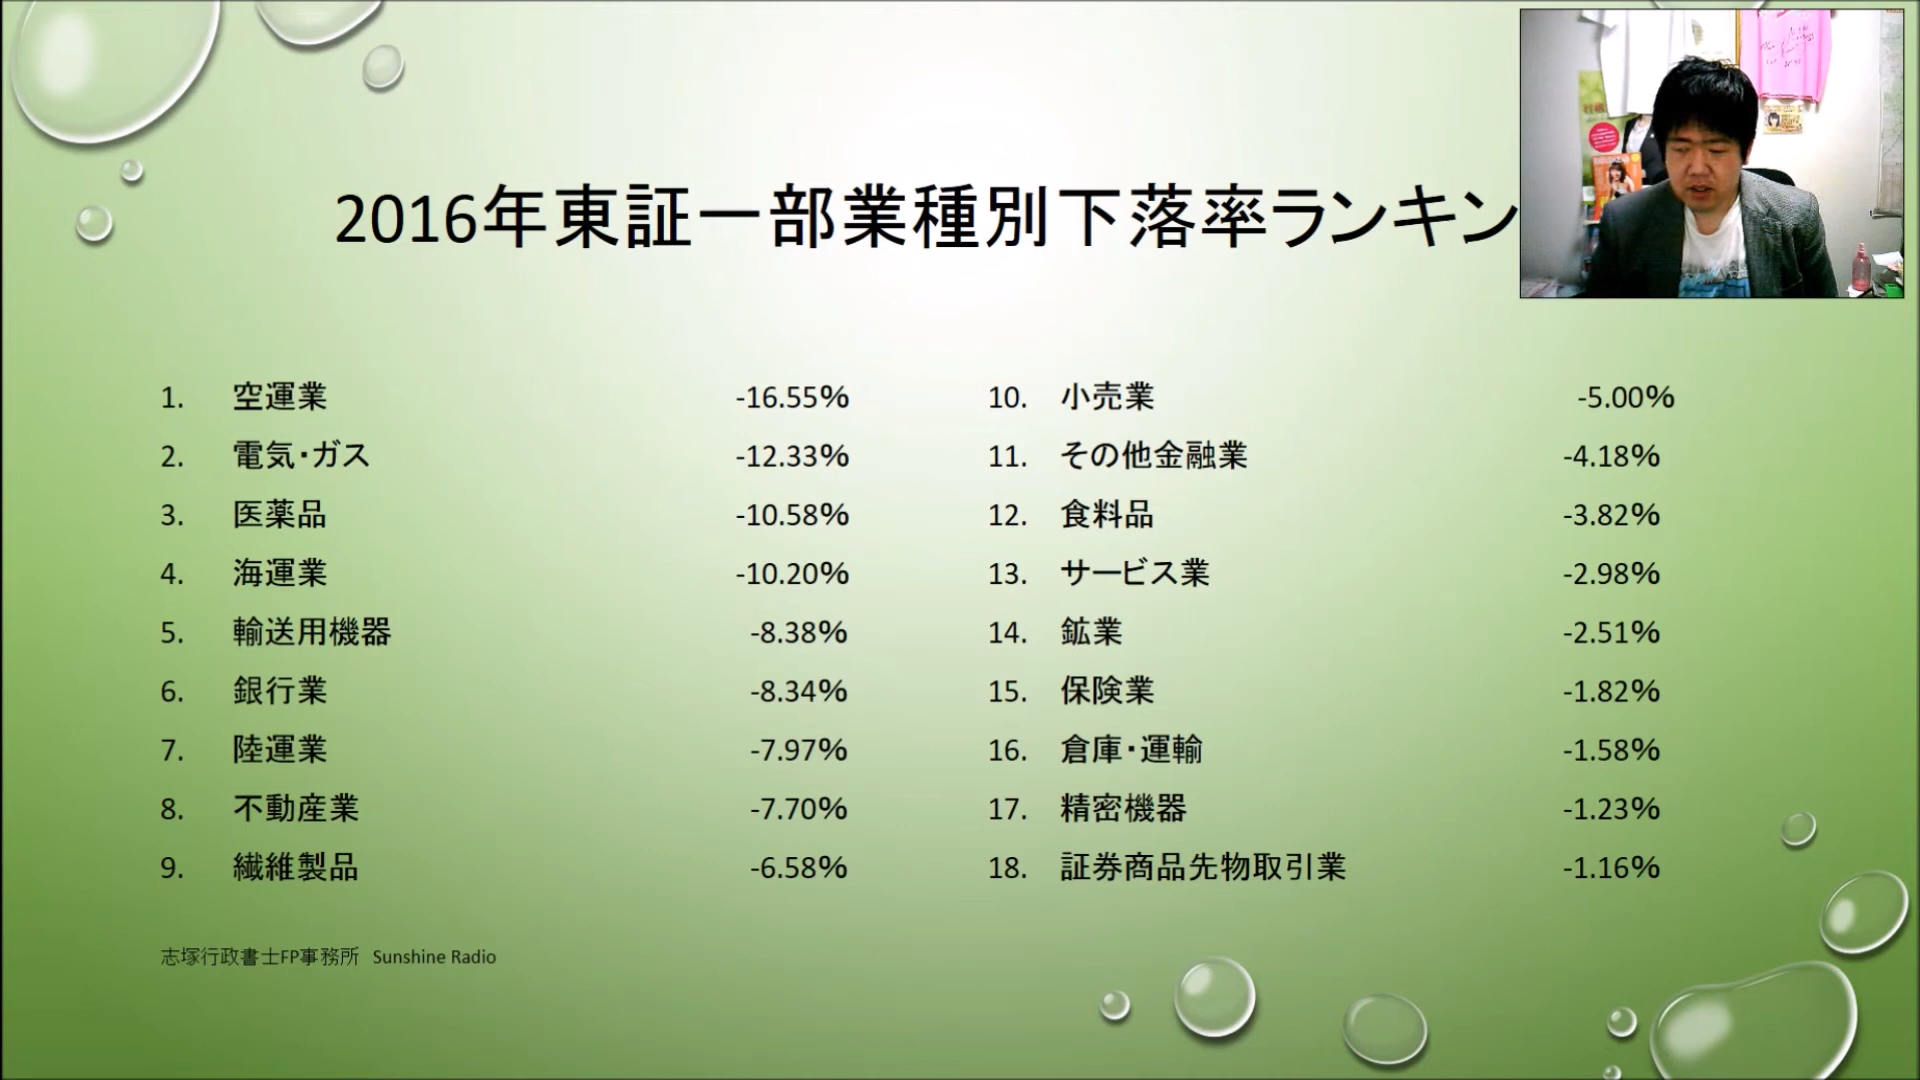 2016年東証一部業種別下落率ランキン
1. 空運業 -16.55%
2. 電気・ガス -12.33%
3. 医薬品 -10.58%
4. 海運業 -10.20%
5. 輸送用機器 -8.38%
6. 銀行業 -8.34%
7. 陸運業 -7.97%
8. 不動産業 -7.70%
9. 繊維製品 -6.58%
10. 小売業 -5.00%
11. その他金融業 -4.18%
12. 食料品 -3.82%
13. サービス業 -2.98%
14. 鉱業 -2.51%
15. 保険業 -1.82%
16. 倉庫・運輸 -1.58%
17. 精密機器 -1.23%
18. 証券商品先物取引業 -1.16%
志塚行政書士FP事務所 Sunshine Radio